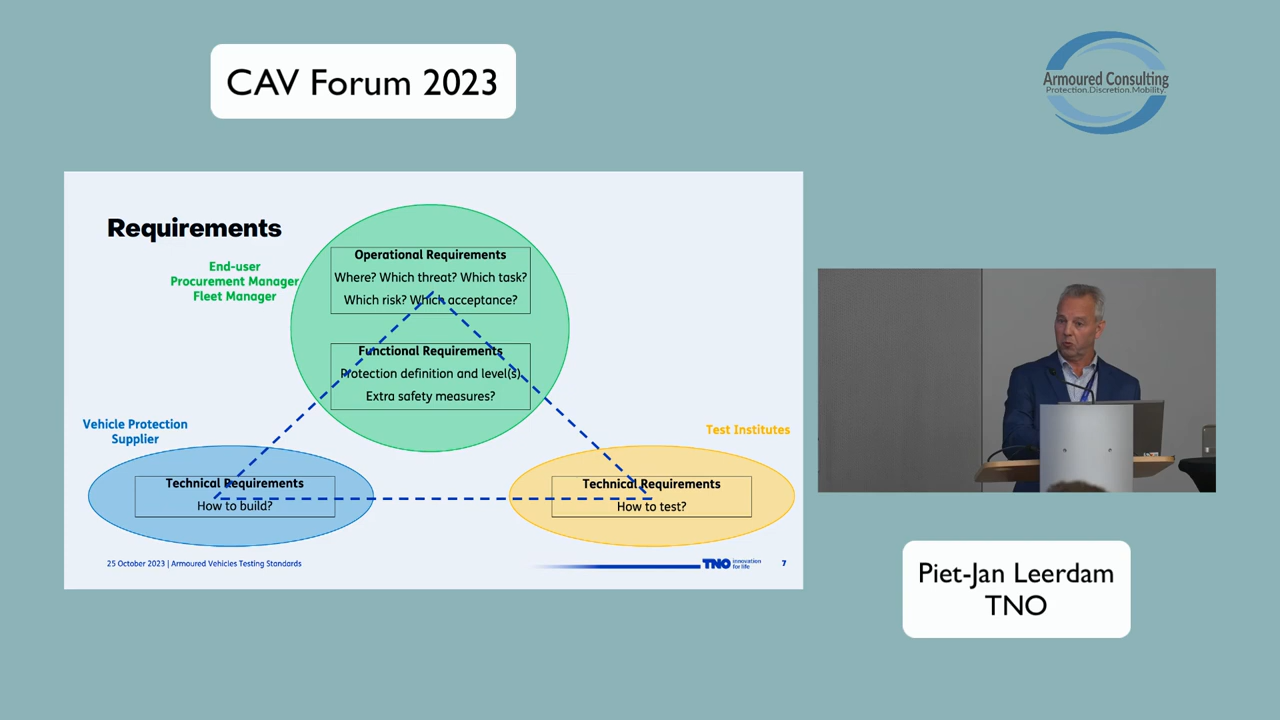 CAV Forum 2023
Armoured Consulting
Protection.Discretion.Mobility.
Requirements
End-user
Procurement Manager
Fleet Manager
Operational Requirements
Where? Which threat? Which task?
Which risk? Which acceptance?
Functional Requirements
Protection definition and level(s)
Extra safety measures?
Vehicle Protection
Supplier
Technical Requirements
How to build?
Test Institutes
Technical Requirements
How to test?
25 October 2023 | Armoured Vehicles Testing Standards
TNO innovation
for life
7
Piet-Jan Leerdam
TNO